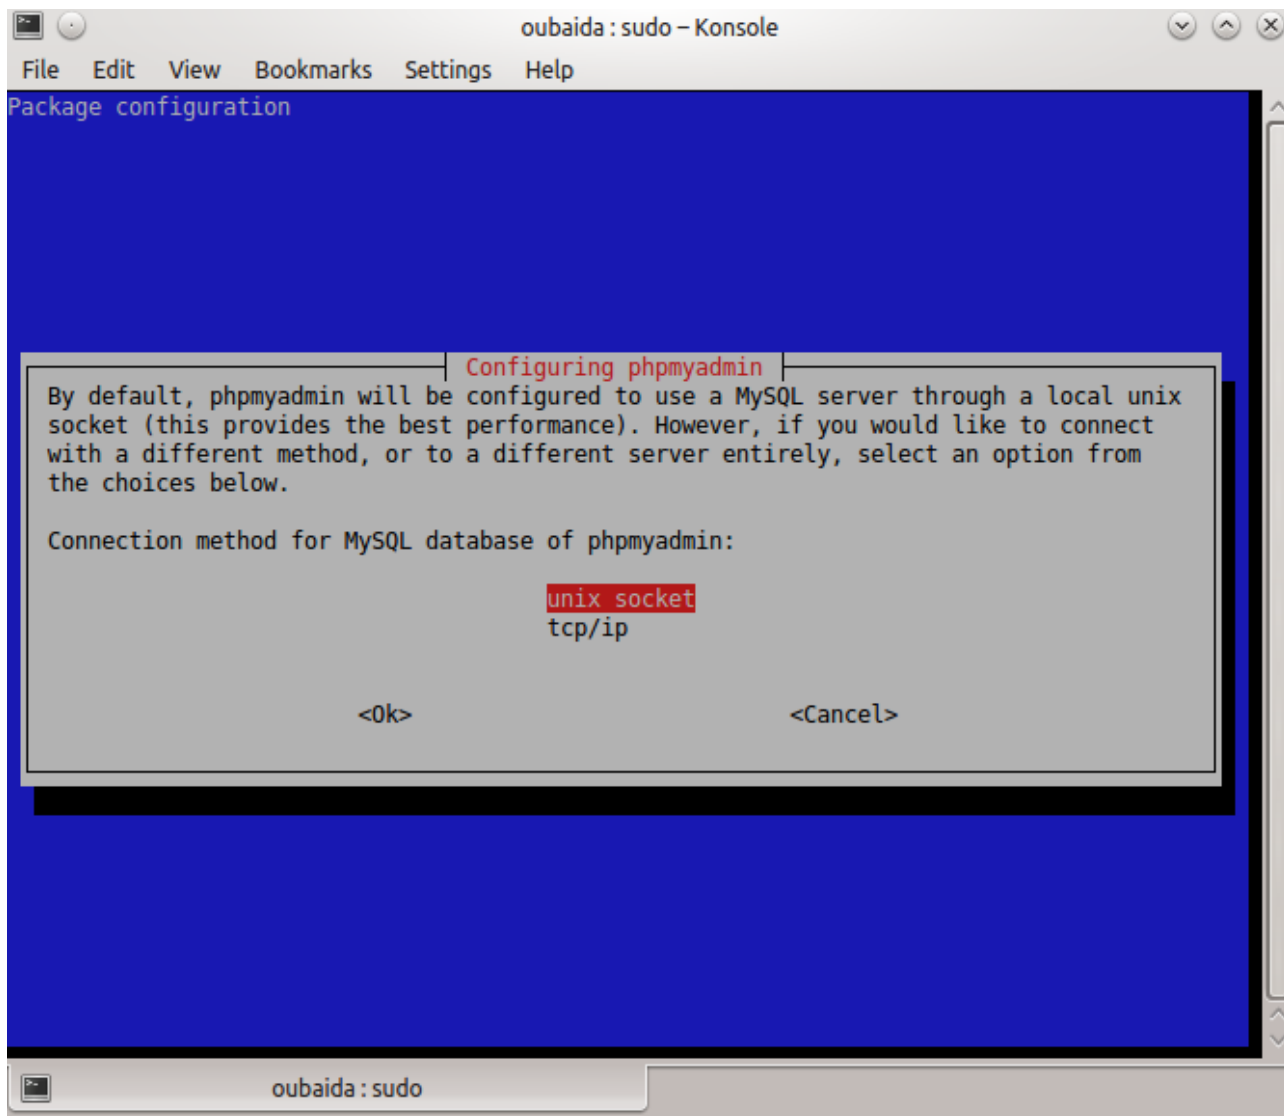 oubaida : sudo – Konsole
File Edit View Bookmarks Settings Help
Package configuration
Configuring phpmyadmin
By default, phpmyadmin will be configured to use a MySQL server through a local unix
socket (this provides the best performance). However, if you would like to connect
with a different method, or to a different server entirely, select an option from
the choices below.
Connection method for MySQL database of phpmyadmin:
unix socket
tcp/ip
<Ok> <Cancel>
oubaida : sudo